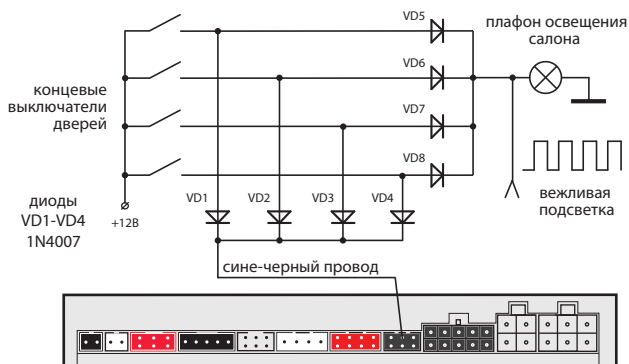 VD5
плафон освещения
салона
VD6
концевые
выключатели
дверей
VD7
VD8
диоды
VD1-VD4
1N4007
+12В
VD1
VD2
VD3
VD4
вежливая
подсветка
сине-черный провод